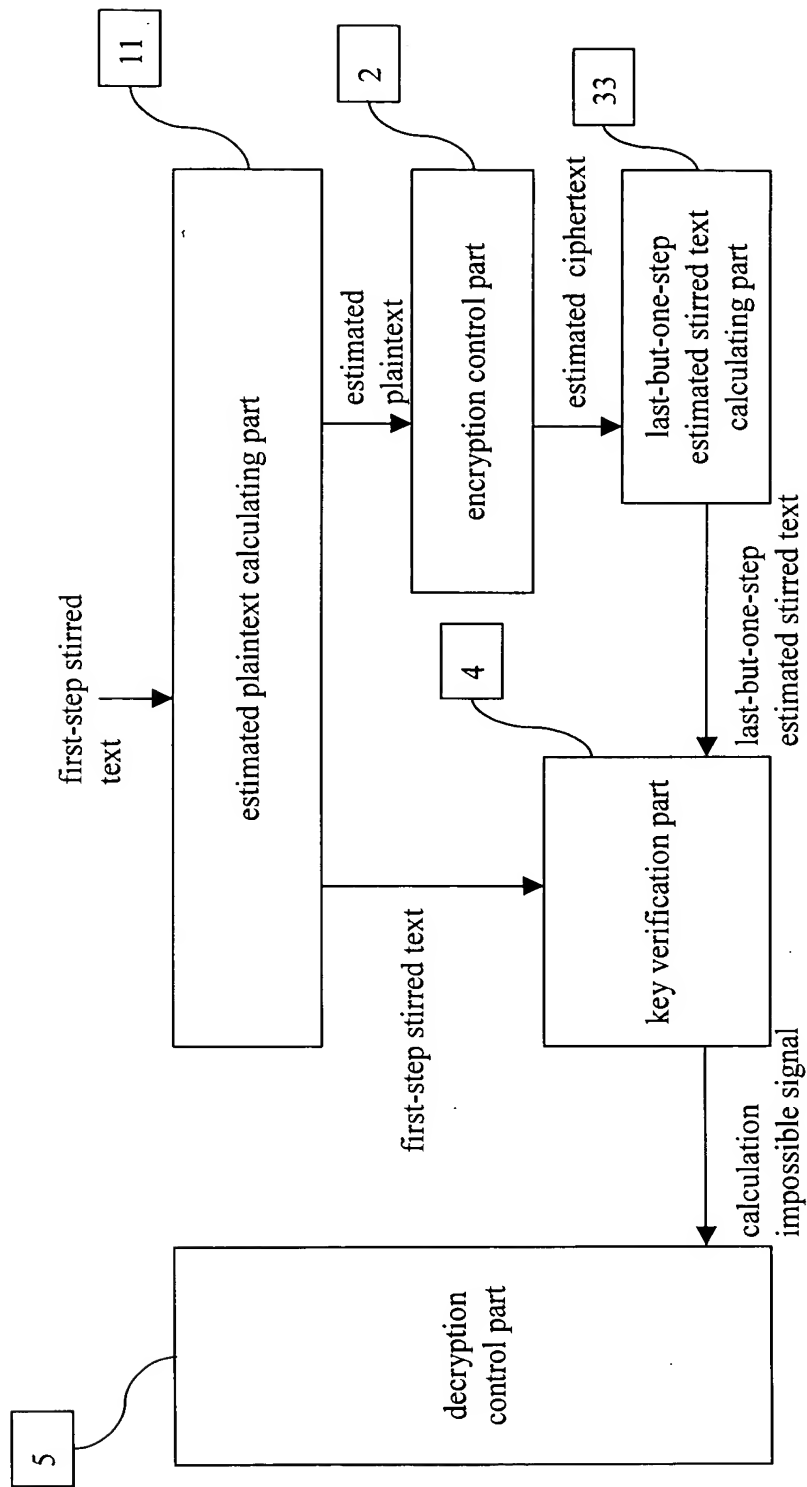 5
decryption
control part
calculation
impossible signal
first-step stirred
text
11
estimated plaintext calculating part
first-step stirred text
estimated
plaintext
2
encryption control part
4
key verification part
estimated ciphertext
33
last-but-one-step
estimated stirred text
calculating part
last-but-one-step
estimated stirred text